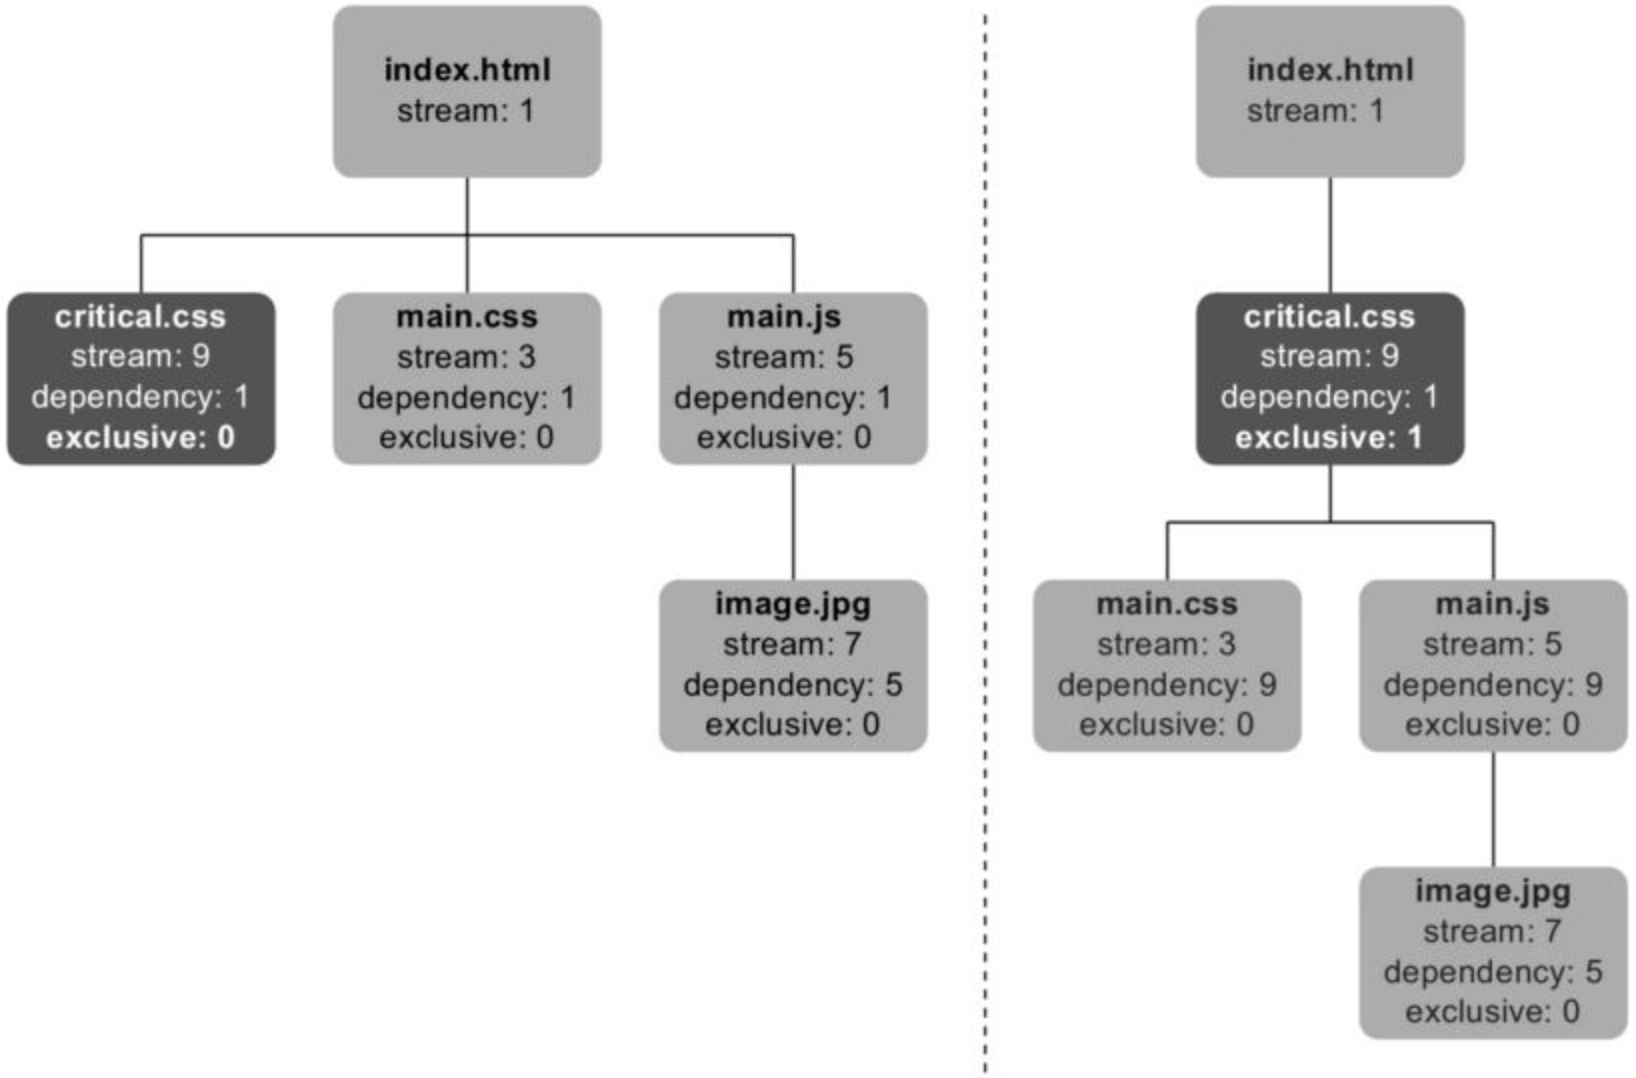 index.html
stream: 1
critical.css
stream: 9
dependency: 1
exclusive: 0
main.css
stream: 3
dependency: 1
exclusive: 0
main.js
stream: 5
dependency: 1
exclusive: 0
image.jpg
stream: 7
dependency: 5
exclusive: 0
index.html
stream: 1
critical.css
stream: 9
dependency: 1
exclusive: 1
main.css
stream: 3
dependency: 9
exclusive: 0
main.js
stream: 5
dependency: 9
exclusive: 0
image.jpg
stream: 7
dependency: 5
exclusive: 0